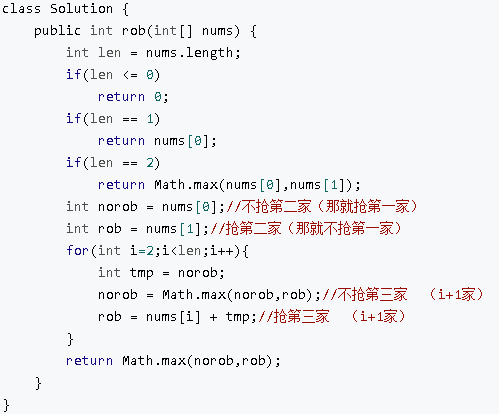 class Solution {
    public int rob(int[] nums) {
        int len = nums.length;
        if(len <= 0)
            return 0;
        if(len == 1)
            return nums[0];
        if(len == 2)
            return Math.max(nums[0],nums[1]);
        int norob = nums[0];//不抢第二家（那就抢第一家）
        int rob = nums[1];//抢第二家（那就不抢第一家）
        for(int i=2;i<len;i++){
            int tmp = norob;
            norob = Math.max(norob,rob);//不抢第三家  （i+1家）
            rob = nums[i] + tmp;//抢第三家  （i+1家）
        }
        return Math.max(norob,rob);
    }
}